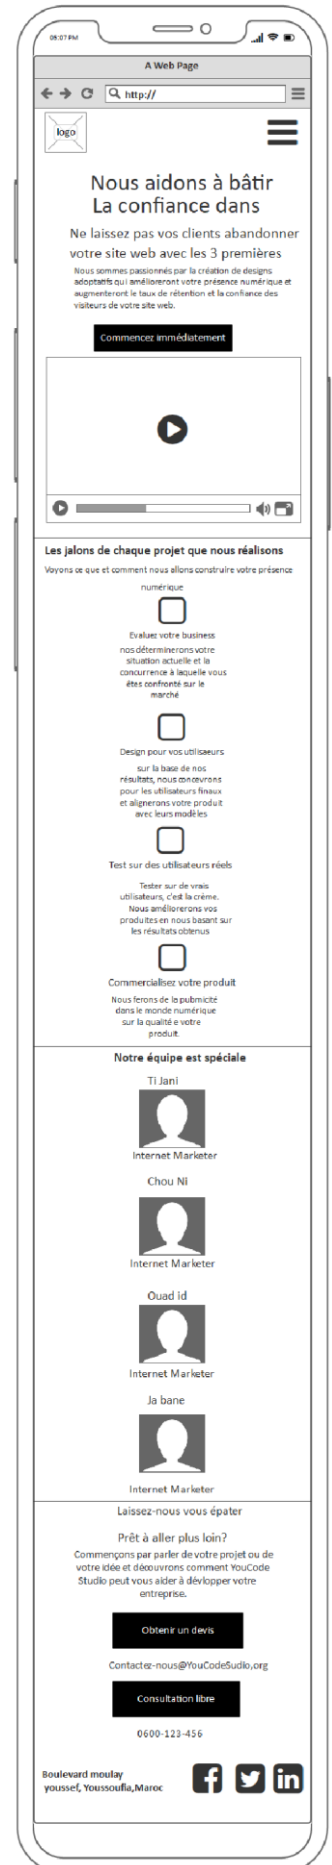 08:07 PM
A Web Page
http://
logo
Nous aidons à bâtir
La confiance dans
Ne laissez pas vos clients abandonner
votre site web avec les 3 premières
Nous sommes passionnés par la création de designs
adaptatifs qui amélioreront votre présence numérique et
augmenteront le taux de rétention et la confiance des
visiteurs de votre site web.
Commencez immédiatement
Les jalons de chaque projet que nous réalisons
Voyons ce que et comment nous allons construire votre présence
numérique
Evaluez votre business
nos déterminerons votre
situation actuelle et la
concurrence à laquelle vous
êtes confronté sur le
marché
Design pour vos utilisaeurs
sur la base de nos
résultats, nous concevrons
pour les utilisateurs finaux
et alignerons votre produit
avec leurs modèles
Test sur des utilisateurs réels
Tester sur de vrais
utilisateurs, c'est la crème.
Nous améliorerons vos
produites en nous basant sur
les résultats obtenus
Commercialisez votre produit
Nous ferons de la pubmicité
dans le monde numérique
sur la qualité e votre
produit.
Notre équipe est spéciale
Ti Jani
Internet Marketer
Chou Ni
Internet Marketer
Ouad id
Internet Marketer
Ja bane
Internet Marketer
Laissez-nous vous épater
Prêt à aller plus loin?
Commençons par parler de votre projet ou de
votre idée et découvrons comment YouCode
Studio peut vous aider à dévlopper votre
entreprise.
Obtenir un devis
Contactez-nous@YouCodeSudio,org
Consultation libre
0600-123-456
Boulevard moulay
youssef, Youssoufia,Maroc